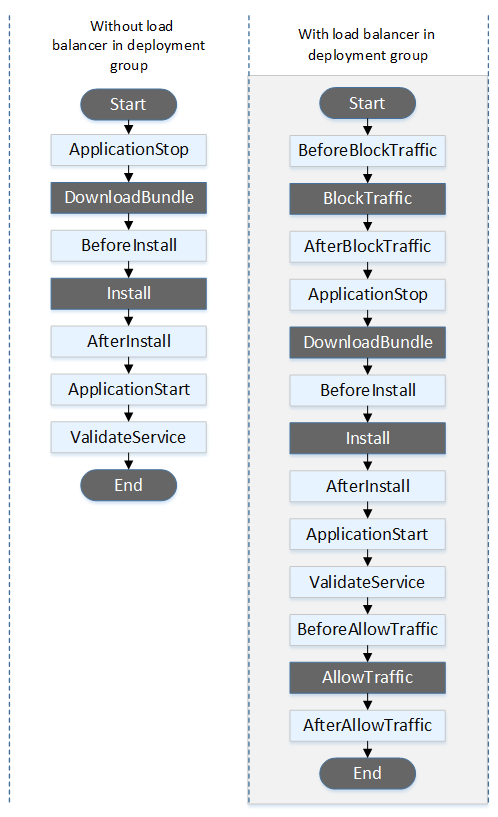 Without load
balancer in deployment
group
Start
ApplicationStop
DownloadBundle
BeforeInstall
Install
AfterInstall
ApplicationStart
ValidateService
End
With load balancer in
deployment group
Start
BeforeBlockTraffic
BlockTraffic
AfterBlockTraffic
ApplicationStop
DownloadBundle
BeforeInstall
Install
AfterInstall
ApplicationStart
ValidateService
BeforeAllowTraffic
AllowTraffic
AfterAllowTraffic
End